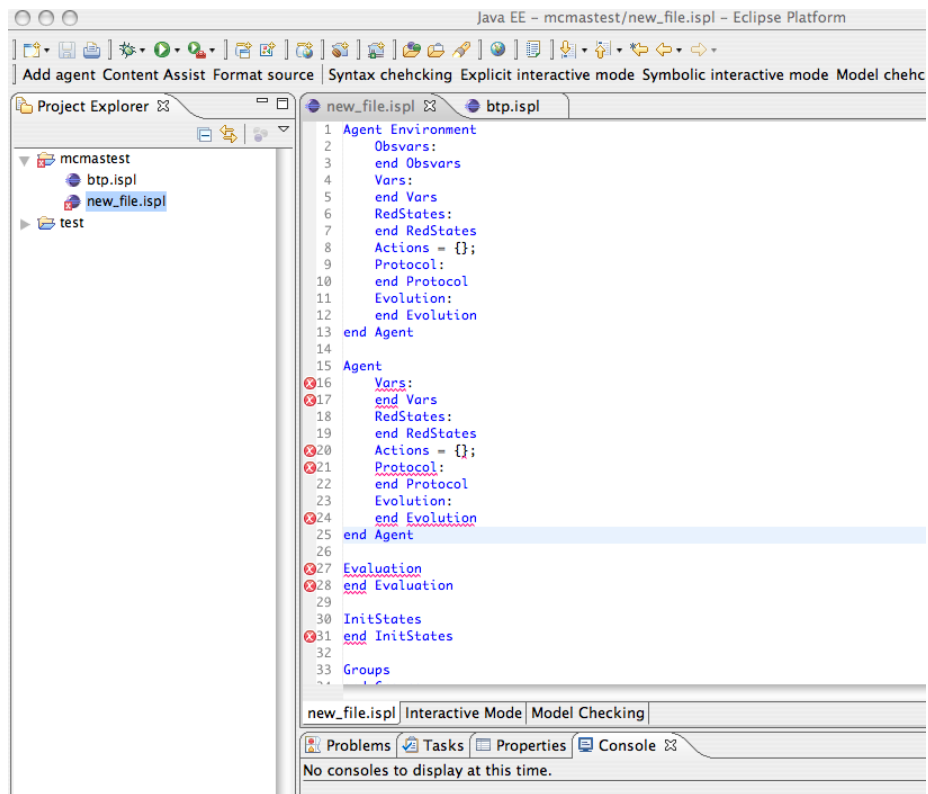 Java EE – mcmastest/new_file.ispl – Eclipse Platform
Add agent Content Assist Format source Syntax chehcking Explicit interactive mode Symbolic interactive mode Model chehc
Project Explorer
mcmastest
btp.ispl
new_file.ispl
test
new_file.ispl btp.ispl
1 Agent Environment
2 Obsvars:
3 end Obsvars
4 Vars:
5 end Vars
6 RedStates:
7 end RedStates
8 Actions = {};
9 Protocol:
10 end Protocol
11 Evolution:
12 end Evolution
13 end Agent
14
15 Agent
16 Vars:
17 end Vars
18 RedStates:
19 end RedStates
20 Actions = {};
21 Protocol:
22 end Protocol
23 Evolution:
24 end Evolution
25 end Agent
26
27 Evaluation
28 end Evaluation
29
30 InitStates
31 end InitStates
32
33 Groups
new_file.ispl Interactive Mode Model Checking
Problems Tasks Properties Console
No consoles to display at this time.